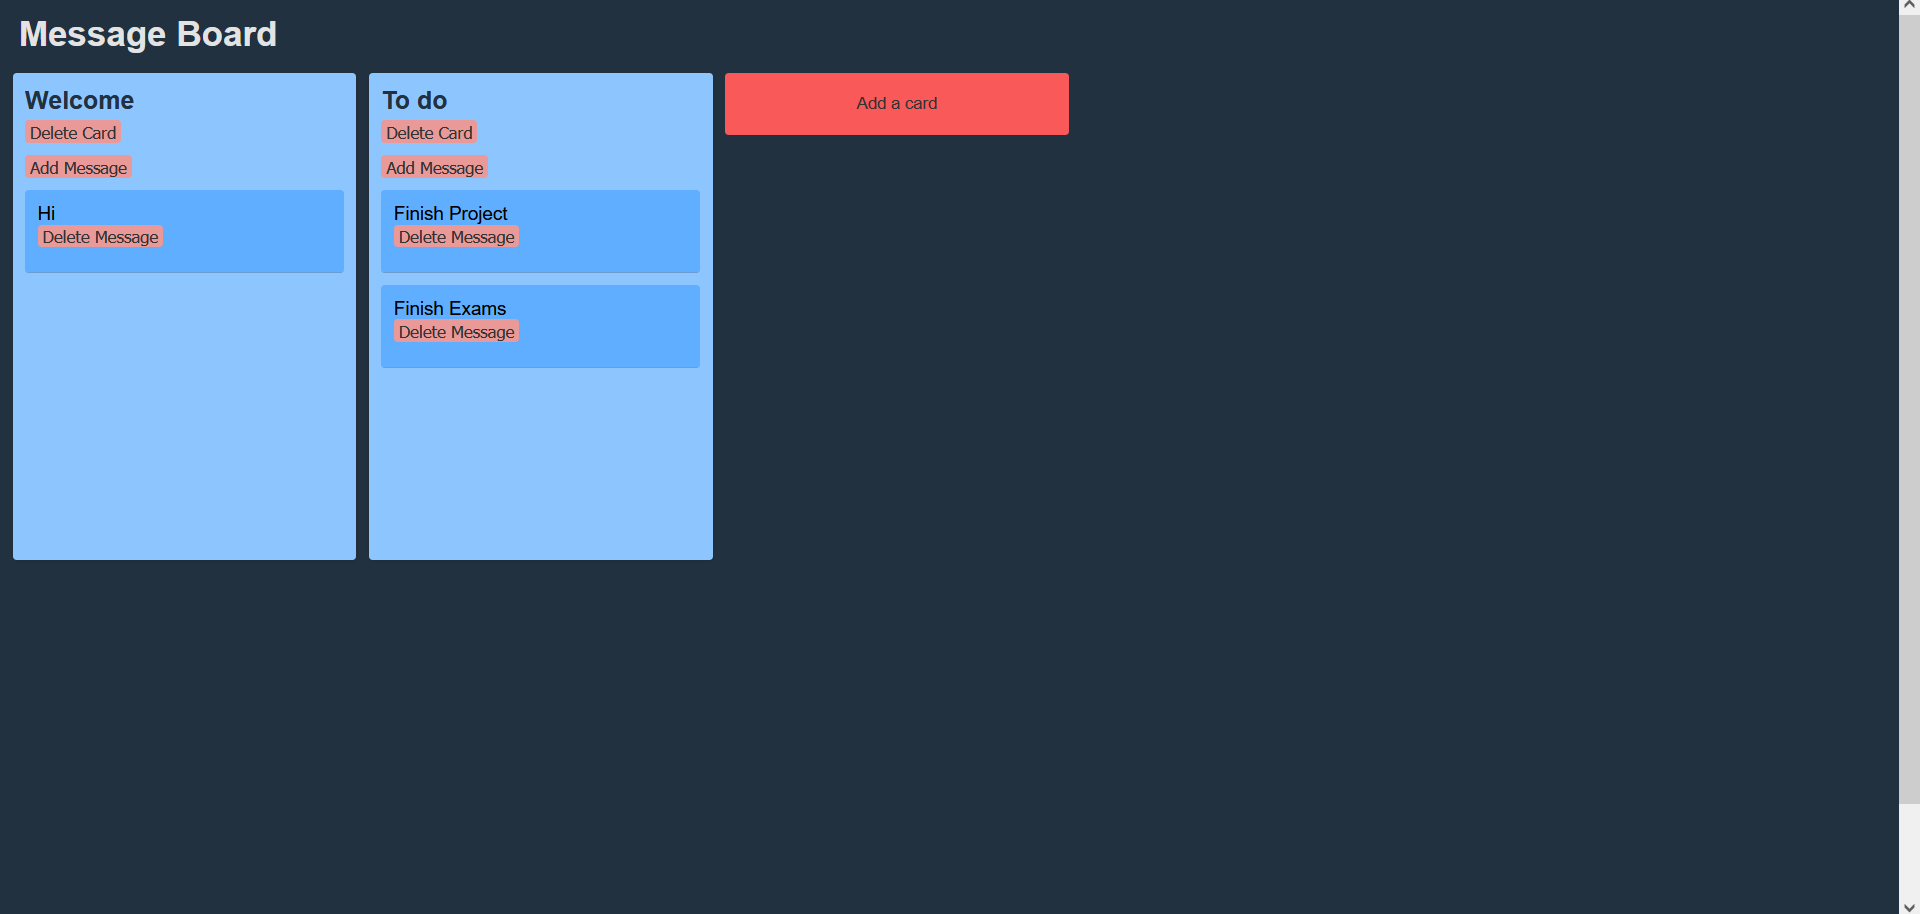 Message Board
Welcome
Delete Card
Add Message
Hi
Delete Message
To do
Delete Card
Add Message
Finish Project
Delete Message
Finish Exams
Delete Message
Add a card